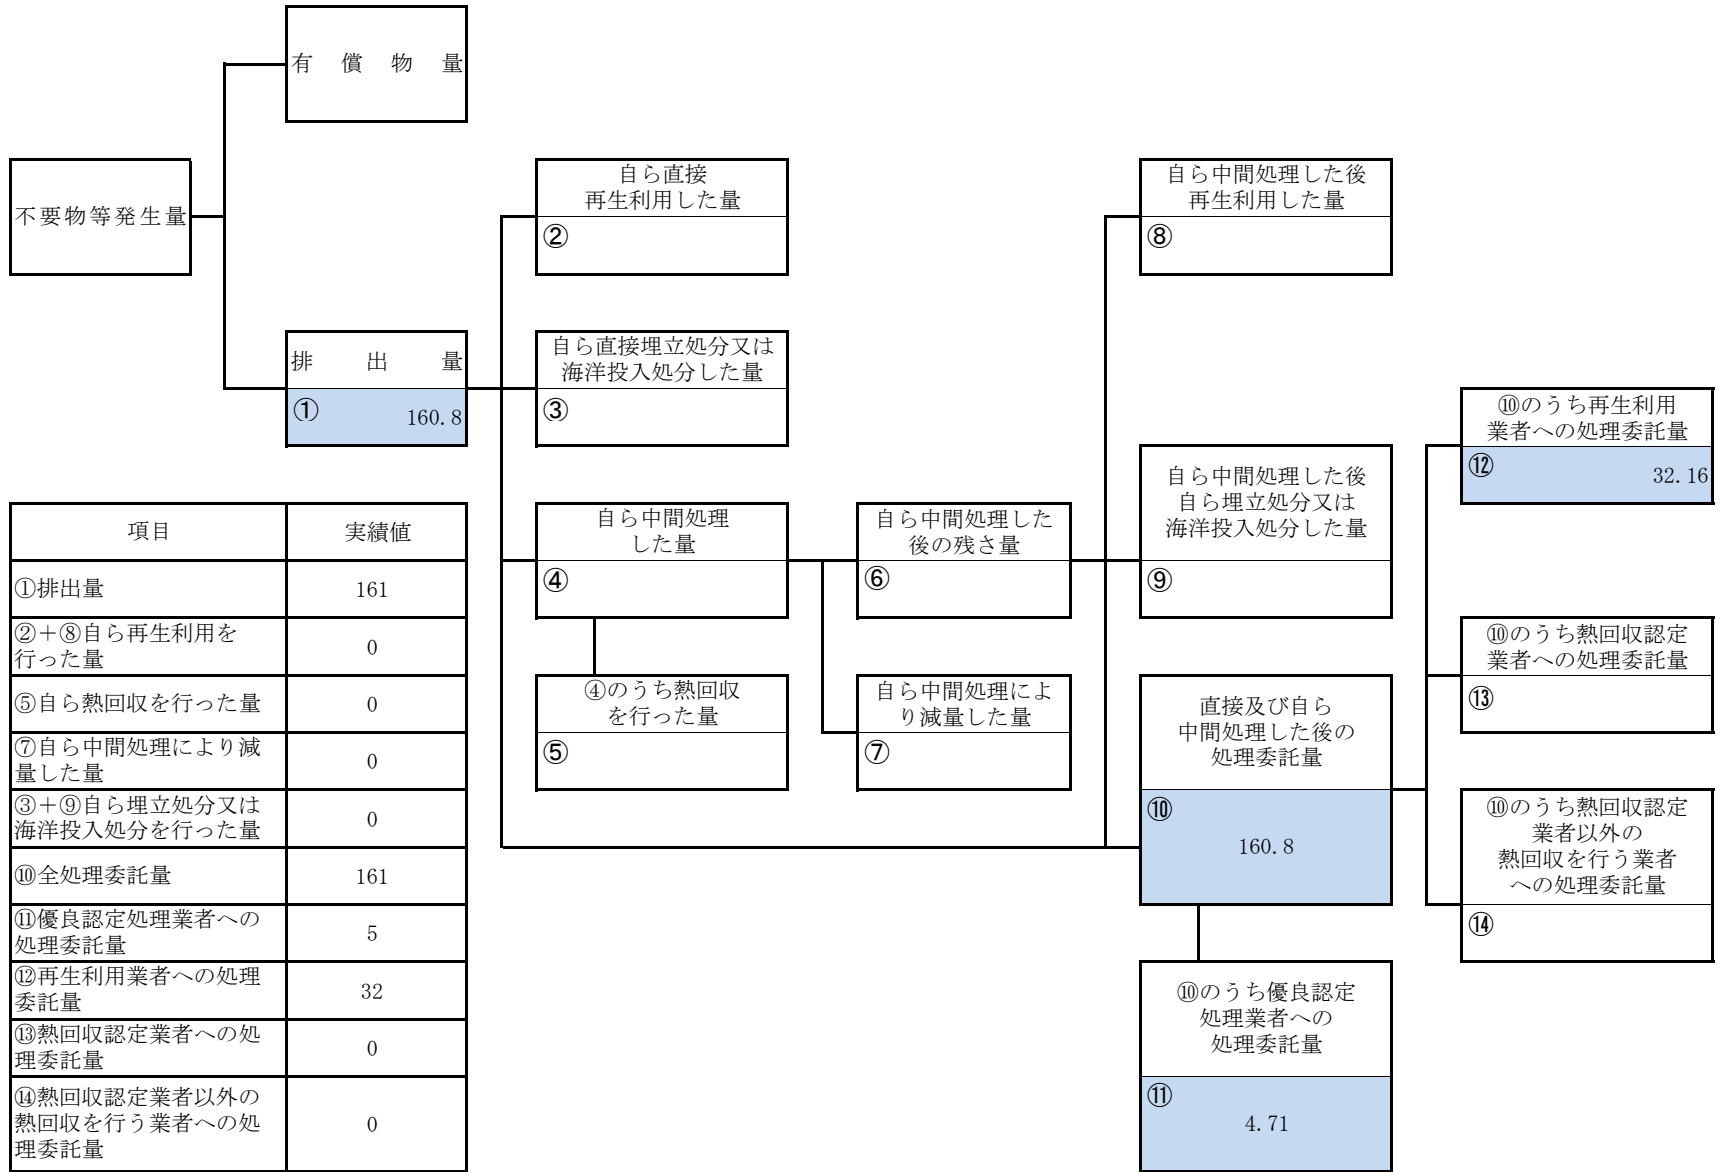 有償物量
不要物等発生量
自ら直接
再生利用した量
②
自ら中間処理した後
再生利用した量
⑧
排出量
① 160.8
自ら直接埋立処分又は
海洋投入処分した量
③
⑩のうち再生利用
業者への処理委託量
⑫ 32.16
自ら中間処理
した量
④
自ら中間処理した
後の残さ量
⑥
自ら中間処理した後
自ら埋立処分又は
海洋投入処分した量
⑨
⑩のうち熱回収認定
業者への処理委託量
⑬
④のうち熱回収
を行った量
⑤
自ら中間処理によ
り減量した量
⑦
直接及び自ら
中間処理した後の
処理委託量
⑩
160.8
⑩のうち熱回収認定
業者以外の
熱回収を行う業者
への処理委託量
⑭
⑩のうち優良認定
処理業者への
処理委託量
⑪
4.71
項目 実績値
①排出量 161
②＋⑧自ら再生利用を
行った量 0
⑤自ら熱回収を行った量 0
⑦自ら中間処理により減
量した量 0
③＋⑨自ら埋立処分又は
海洋投入処分を行った量 0
⑩全処理委託量 161
⑪優良認定処理業者への
処理委託量 5
⑫再生利用業者への処理
委託量 32
⑬熱回収認定業者への処
理委託量 0
⑭熱回収認定業者以外の
熱回収を行う業者への処
理委託量 0